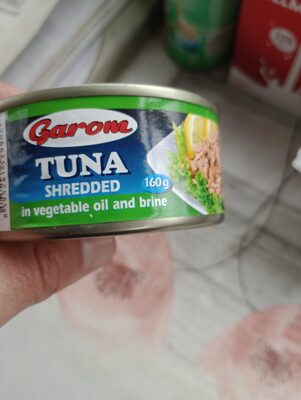 Garom
TUNA
SHREDDED
160g
in vegetable oil and brine